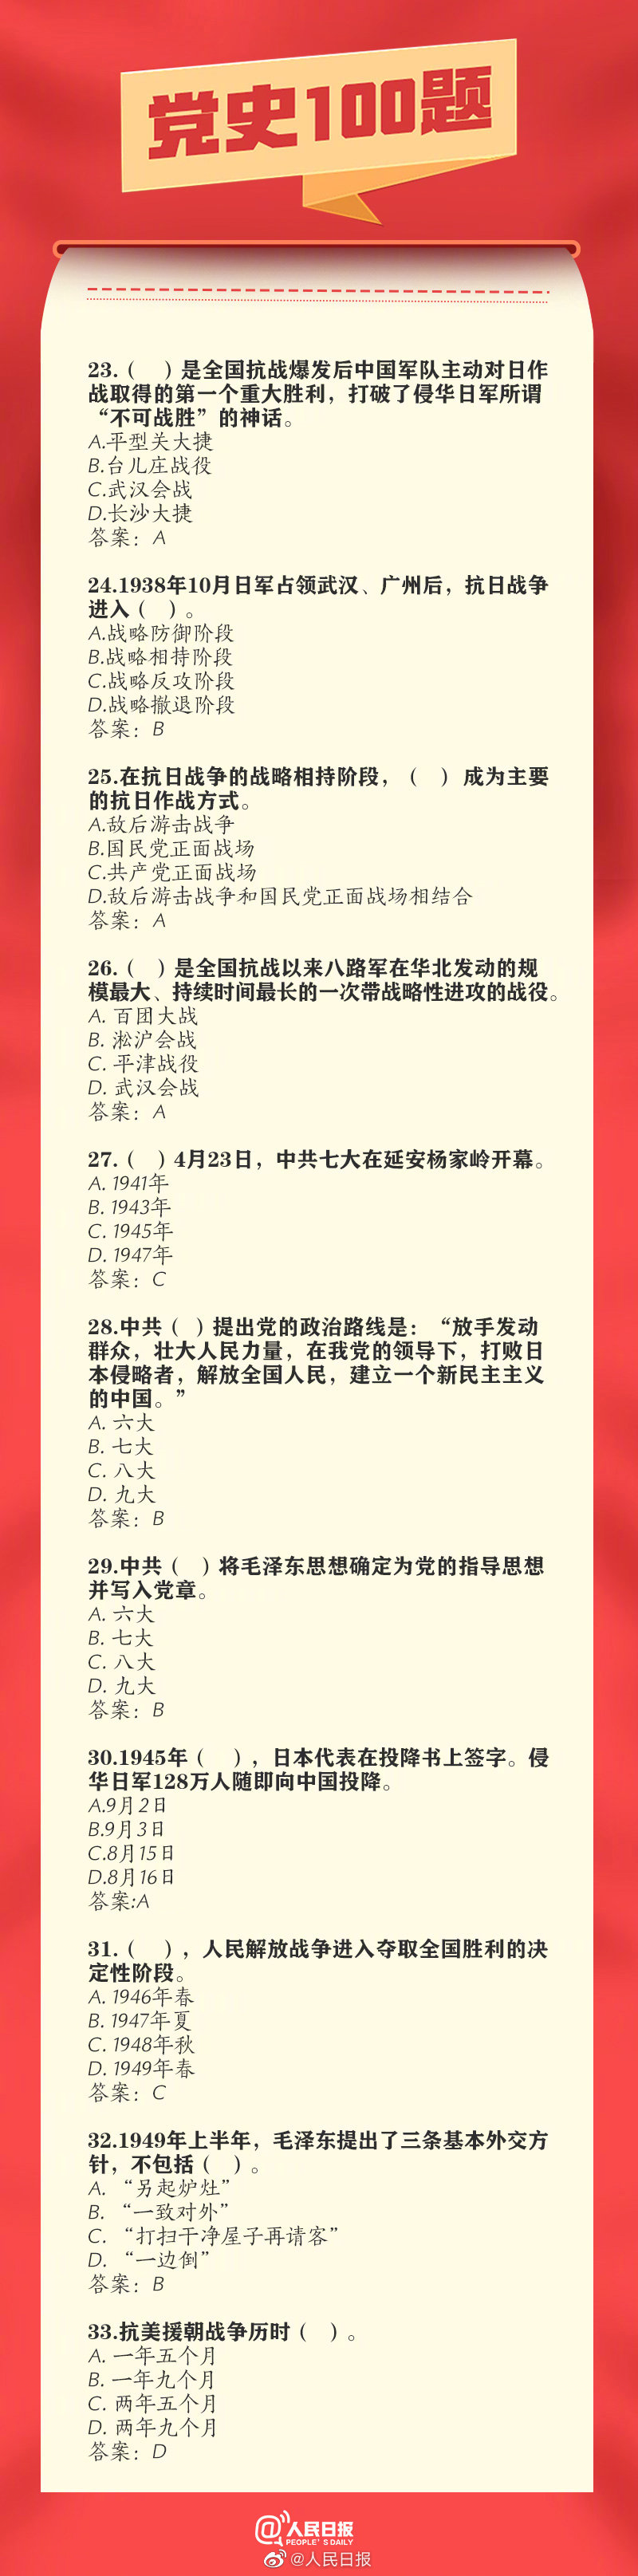 党史100题
23.（　）是全国抗战爆发后中国军队主动对日作
战取得的第一个重大胜利，打破了侵华日军所谓
“不可战胜”的神话。
A.平型关大捷
B.台儿庄战役
C.武汉会战
D.长沙大捷
答案：A
24.1938年10月日军占领武汉、广州后，抗日战争
进入（　）。
A.战略防御阶段
B.战略相持阶段
C.战略反攻阶段
D.战略撤退阶段
答案：B
25.在抗日战争的战略相持阶段，（　）成为主要
的抗日作战方式。
A.敌后游击战争
B.国民党正面战场
C.共产党正面战场
D.敌后游击战争和国民党正面战场相结合
答案：A
26.（　）是全国抗战以来八路军在华北发动的规
模最大、持续时间最长的一次带战略性进攻的战役。
A. 百团大战
B. 淞沪会战
C. 平津战役
D. 武汉会战
答案：A
27.（　）4月23日，中共七大在延安杨家岭开幕。
A. 1941年
B. 1943年
C. 1945年
D. 1947年
答案：C
28.中共（　）提出党的政治路线是：“放手发动
群众，壮大人民力量，在我党的领导下，打败日
本侵略者，解放全国人民，建立一个新民主主义
的中国。”
A. 六大
B. 七大
C. 八大
D. 九大
答案：B
29.中共（　）将毛泽东思想确定为党的指导思想
并写入党章。
A. 六大
B. 七大
C. 八大
D. 九大
答案：B
30.1945年（　），日本代表在投降书上签字。侵
华日军128万人随即向中国投降。
A.9月2日
B.9月3日
C.8月15日
D.8月16日
答案:A
31.（　），人民解放战争进入夺取全国胜利的决
定性阶段。
A. 1946年春
B. 1947年夏
C. 1948年秋
D. 1949年春
答案：C
32.1949年上半年，毛泽东提出了三条基本外交方
针，不包括（　）。
A. “另起炉灶”
B. “一致对外”
C. “打扫干净屋子再请客”
D. “一边倒”
答案：B
33.抗美援朝战争历时（　）。
A. 一年五个月
B. 一年九个月
C. 两年五个月
D. 两年九个月
答案：D
@人民日报
PEOPLE'S DAILY
@人民日报